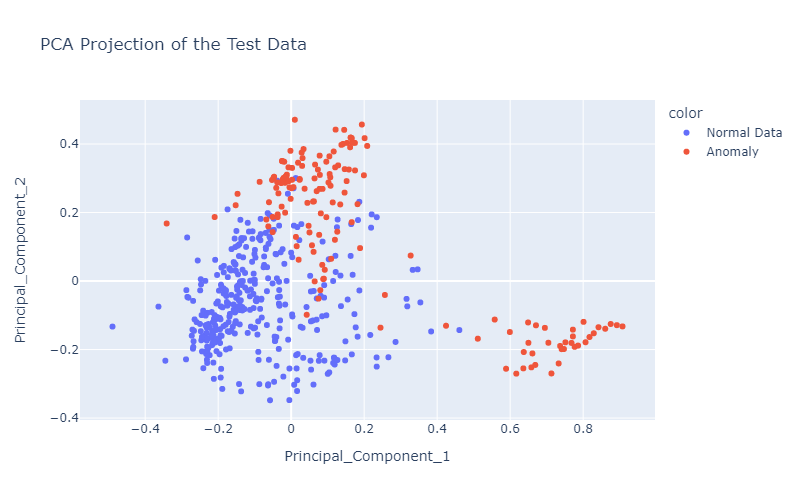 PCA Projection of the Test Data
color
Normal Data
Anomaly
0.4
0.2
0
−0.2
−0.4
Principal_Component_2
−0.4
−0.2
0
0.2
0.4
0.6
0.8
Principal_Component_1